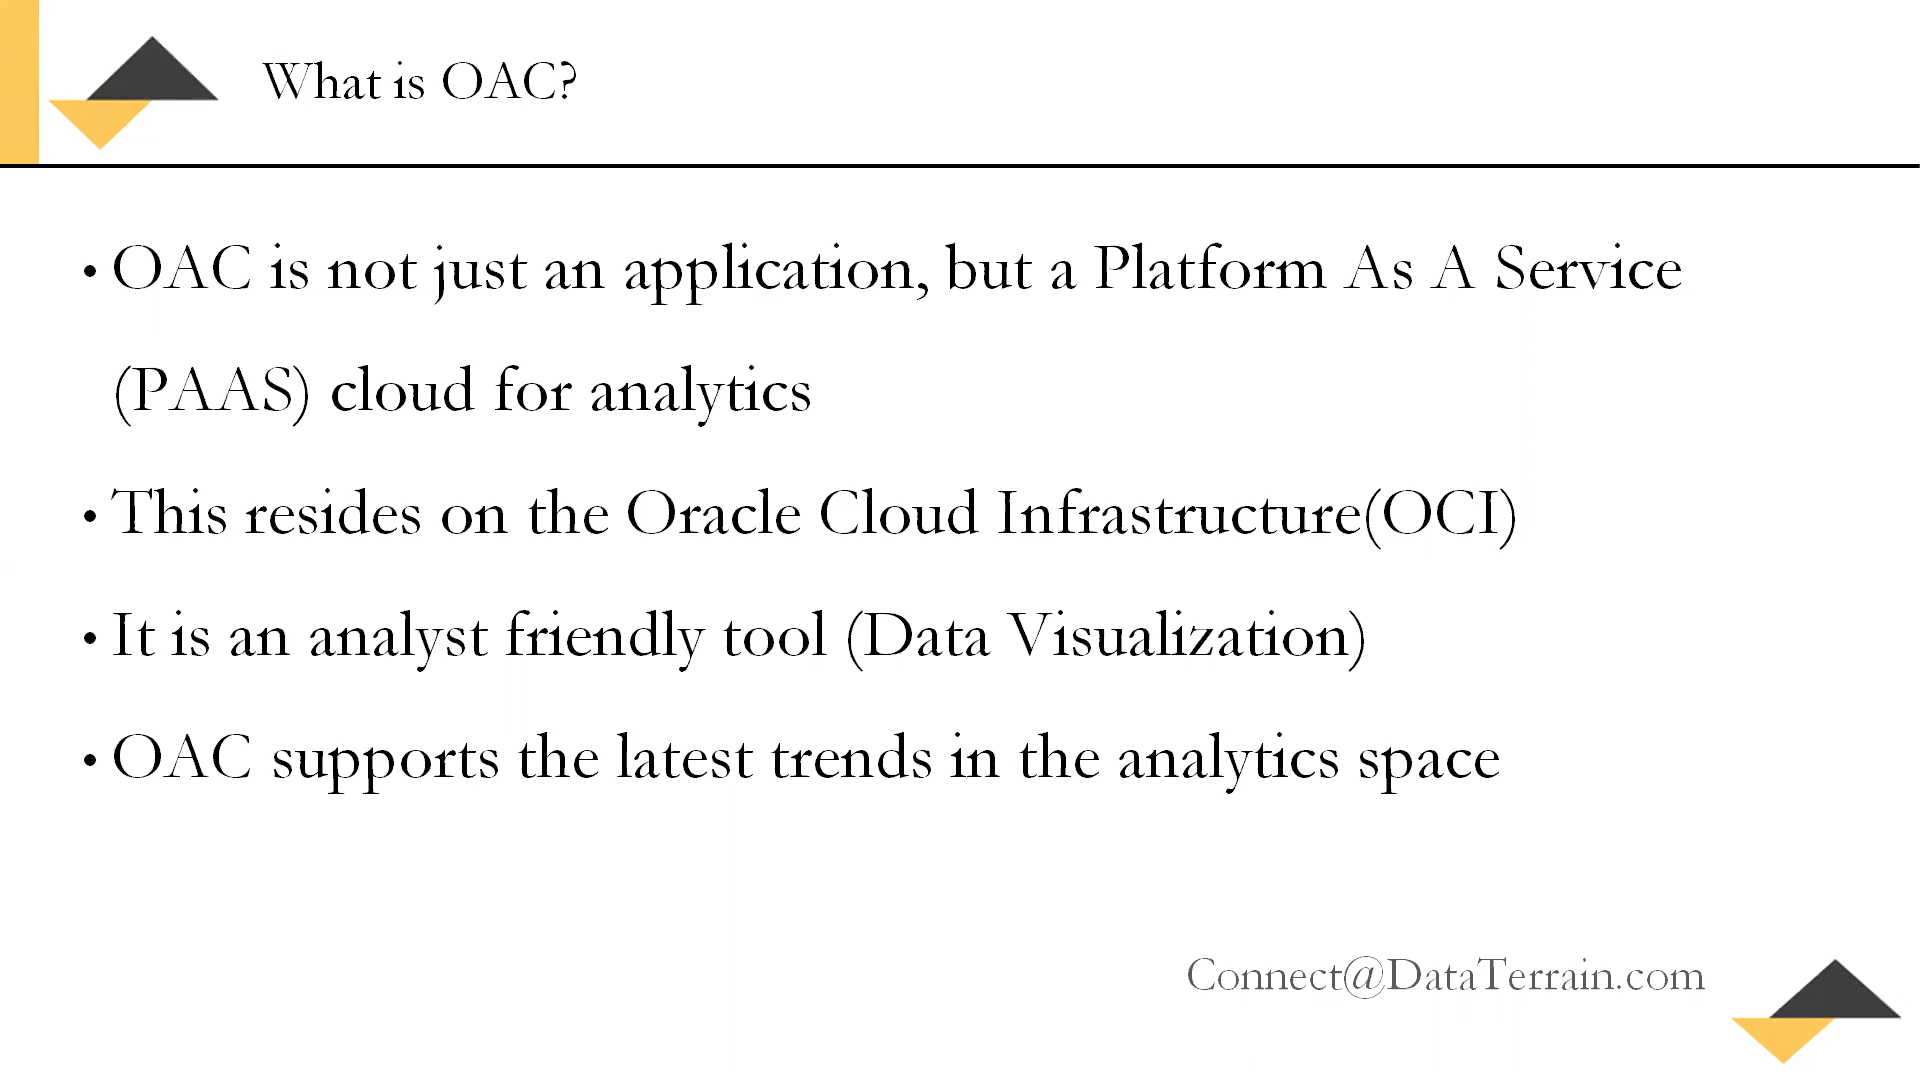 What is OAC?
• OAC is not just an application, but a Platform As A Service
(PAAS) cloud for analytics
• This resides on the Oracle Cloud Infrastructure(OCI)
• It is an analyst friendly tool (Data Visualization)
• OAC supports the latest trends in the analytics space
Connect@DataTerrain.com